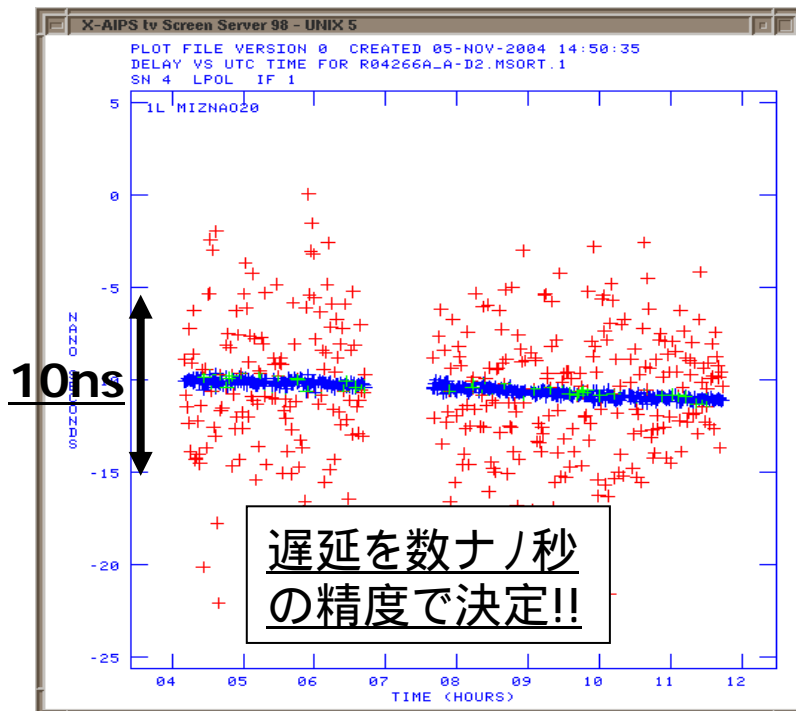 X-AIPS tv Screen Server 98 - UNIX 5
PLOT FILE VERSION 0 CREATED 05-NOV-2004 14:50:35
DELAY VS UTC TIME FOR R04266A_A-D2.MSORT.1
SN 4 LPOL IF 1
1L MIZNAO20
5
0
-5
-15
-20
-25
10ns
遅延を数ナノ秒
の精度で決定!!
04 05 06 07 08 09 10 11 12
TIME (HOURS)